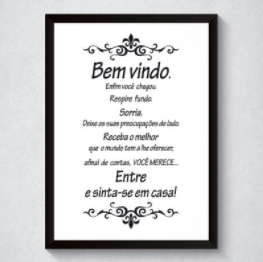 Bem vindo.
Enfim você chegou.
Respire fundo.
Sorria.
Deixe as suas preocupações de lado.
Receba o melhor
que o mundo tem a lhe oferecer,
afinal de contas, VOCÊ MERECE...
Entre
e sinta-se em casa!